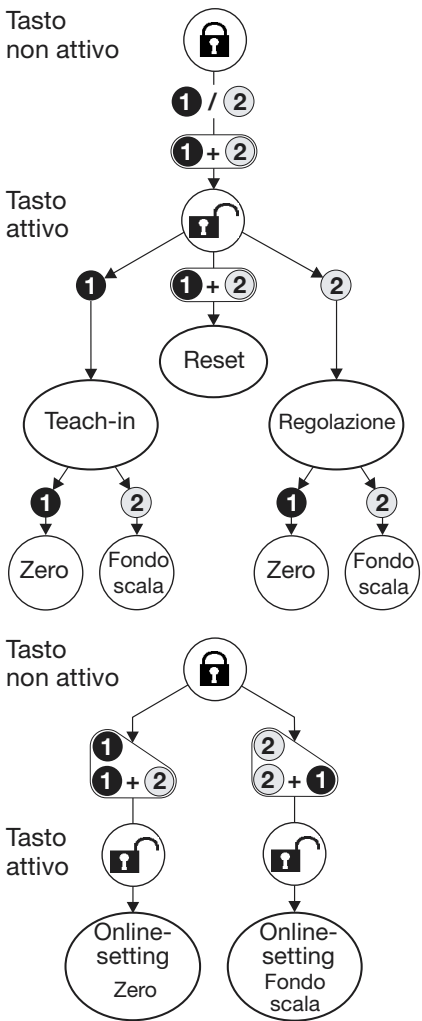 Tasto
non attivo
1 / 2
1 + 2
Tasto
attivo
1
1 + 2
2
Reset
Teach-in
Regolazione
1
2
1
2
Zero
Fondo
scala
Zero
Fondo
scala
Tasto
non attivo
1
1 + 2
2
2 + 1
Tasto
attivo
Online-
setting
Zero
Online-
setting
Fondo
scala